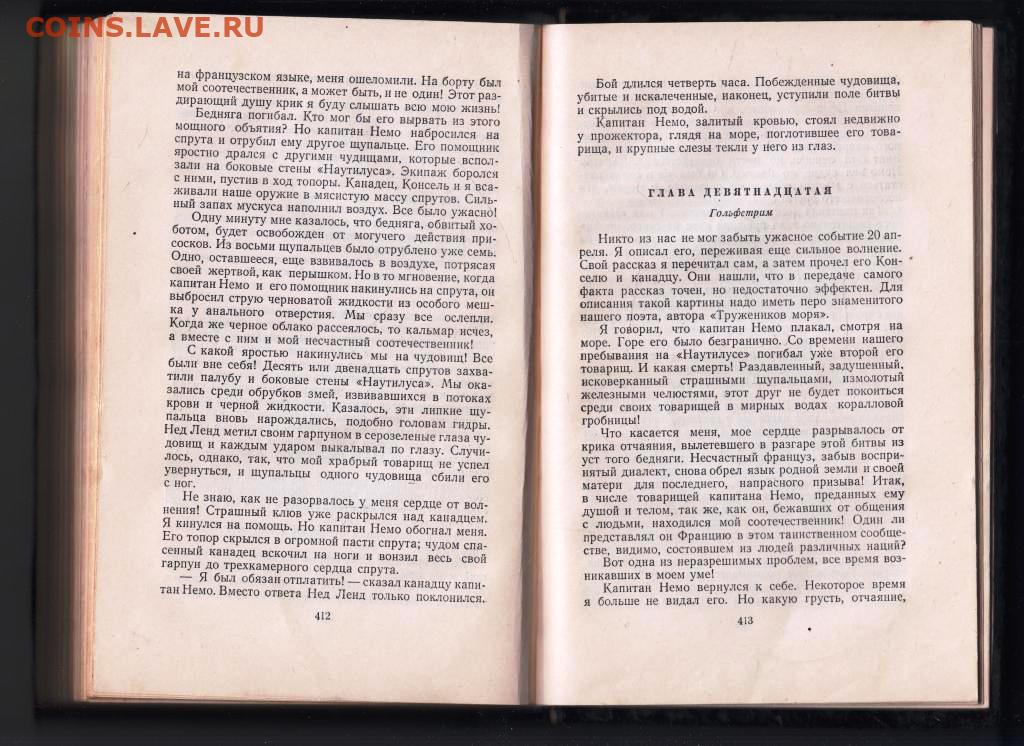 COINS.LAVE.RU
на французском языке, меня ошеломили. На борту был
мой соотечественник, а может быть, и не один! Этот раз-
дирающий душу крик я буду слышать всю мою жизнь!
Бедняга погибал. Кто мог бы его вырвать из этого
мощного объятия? Но капитан Немо набросился на
спрута и отрубил ему другое щупальце. Его помощник
яростно дрался с другими чудищами, которые вспол-
зали на боковые стены «Наутилуса». Экипаж боролся
с ними, пустив в ход топоры. Канадец, Консель и я вса-
живали наше оружие в мясистую массу спрутов. Силь-
ный запах мускуса наполнил воздух. Все было ужасно!
Одну минуту мне казалось, что бедняга, обвитый хо-
ботом, будет освобожден от могучего действия при-
сосков. Из восьми щупальцев было отрублено уже семь.
Одно, оставшееся, еще взвивалось в воздухе, потрясая
своей жертвой, как перышком. Но в то мгновение, когда
капитан Немо и его помощник накинулись на спрута, он
выбросил струю черноватой жидкости из особого меш-
ка у анального отверстия. Мы сразу все ослепли.
Когда же черное облако рассеялось, то кальмар исчез,
а вместе с ним и мой несчастный соотечественник!
С какой яростью накинулись мы на чудовищ! Все
были вне себя! Десять или двенадцать спрутов захва-
тили палубу и боковые стены «Наутилуса». Мы ока-
зались среди обрубков змей, извивавшихся в потоках
крови и черной жидкости. Казалось, эти липкие щу-
пальца вновь нарождались, подобно головам гидры.
Нед Ленд метил своим гарпуном в серозеленые глаза чу-
довищ и каждым ударом выкалывал по глазу. Случи-
лось, однако, так, что мой храбрый товарищ не успел
увернуться, и щупальцы одного чудовища сбили его
с ног.
Не знаю, как не разорвалось у меня сердце от вол-
нения! Страшный клюв уже раскрылся над канадцем.
Я кинулся на помощь. Но капитан Немо обогнал меня.
Его топор скрылся в огромной пасти спрута; чудом спа-
сенный канадец вскочил на ноги и вонзил весь свой
гарпун до трехкамерного сердца спрута.
— Я был обязан отплатить! — сказал канадцу капи-
тан Немо. Вместо ответа Нед Ленд только поклонился.
412
Бой длился четверть часа. Побежденные чудовища,
убитые и искалеченные, наконец, уступили поле битвы
и скрылись под водой.
Капитан Немо, залитый кровью, стоял недвижно
у прожектора, глядя на море, поглотившее его това-
рища, и крупные слезы текли у него из глаз.
ГЛАВА ДЕВЯТНАДЦАТАЯ
Гольфстрим
Никто из нас не мог забыть ужасное событие 20 ап-
реля. Я описал его, переживая еще сильное волнение.
Свой рассказ я перечитал сам, а затем прочел его Кон-
селю и канадцу. Они нашли, что в передаче самого
факта рассказ точен, но недостаточно эффектен. Для
описания такой картины надо иметь перо знаменитого
нашего поэта, автора «Тружеников моря».
Я говорил, что капитан Немо плакал, смотря на
море. Горе его было безгранично. Со времени нашего
пребывания на «Наутилусе» погибал уже второй его
товарищ. И какая смерть! Раздавленный, задушенный,
исковерканный страшными щупальцами, измолотый
железными челюстями, этот друг не будет покоиться
среди своих товарищей в мирных водах коралловой
гробницы!
Что касается меня, мое сердце разрывалось от
крика отчаяния, вылетевшего в разгаре этой битвы из
уст того бедняги. Несчастный француз, забыв воспри-
нятый диалект, снова обрел язык родной земли и своей
матери для последнего, напрасного призыва! Итак,
в числе товарищей капитана Немо, преданных ему
душой и телом, так же, как он, бежавших от общения
с людьми, находился мой соотечественник! Один ли
представлял он Францию в этом таинственном сообще-
стве, видимо, состоявшем из людей различных наций?
Вот одна из неразрешимых проблем, все время воз-
никавших в моем уме!
Капитан Немо вернулся к себе. Некоторое время
я больше не видал его. Но какую грусть, отчаяние,
413